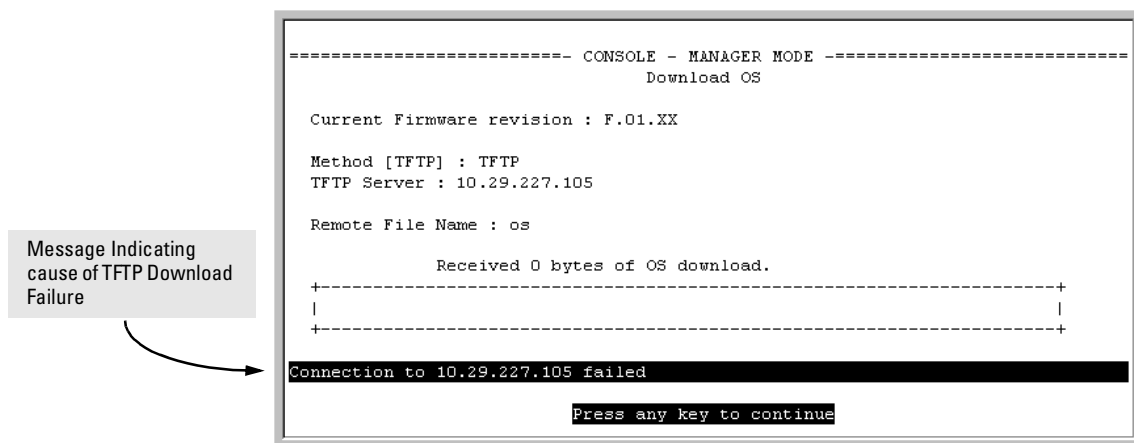 ===========================- CONSOLE - MANAGER MODE -============================
Download OS
Current Firmware revision : F.01.XX
Method [TFTP] : TFTP
TFTP Server : 10.29.227.105
Remote File Name : os
Received 0 bytes of OS download.
+------------------------------------------------------------------------+
|                                                                        |
+------------------------------------------------------------------------+
Message Indicating
cause of TFTP Download
Failure
Connection to 10.29.227.105 failed
Press any key to continue